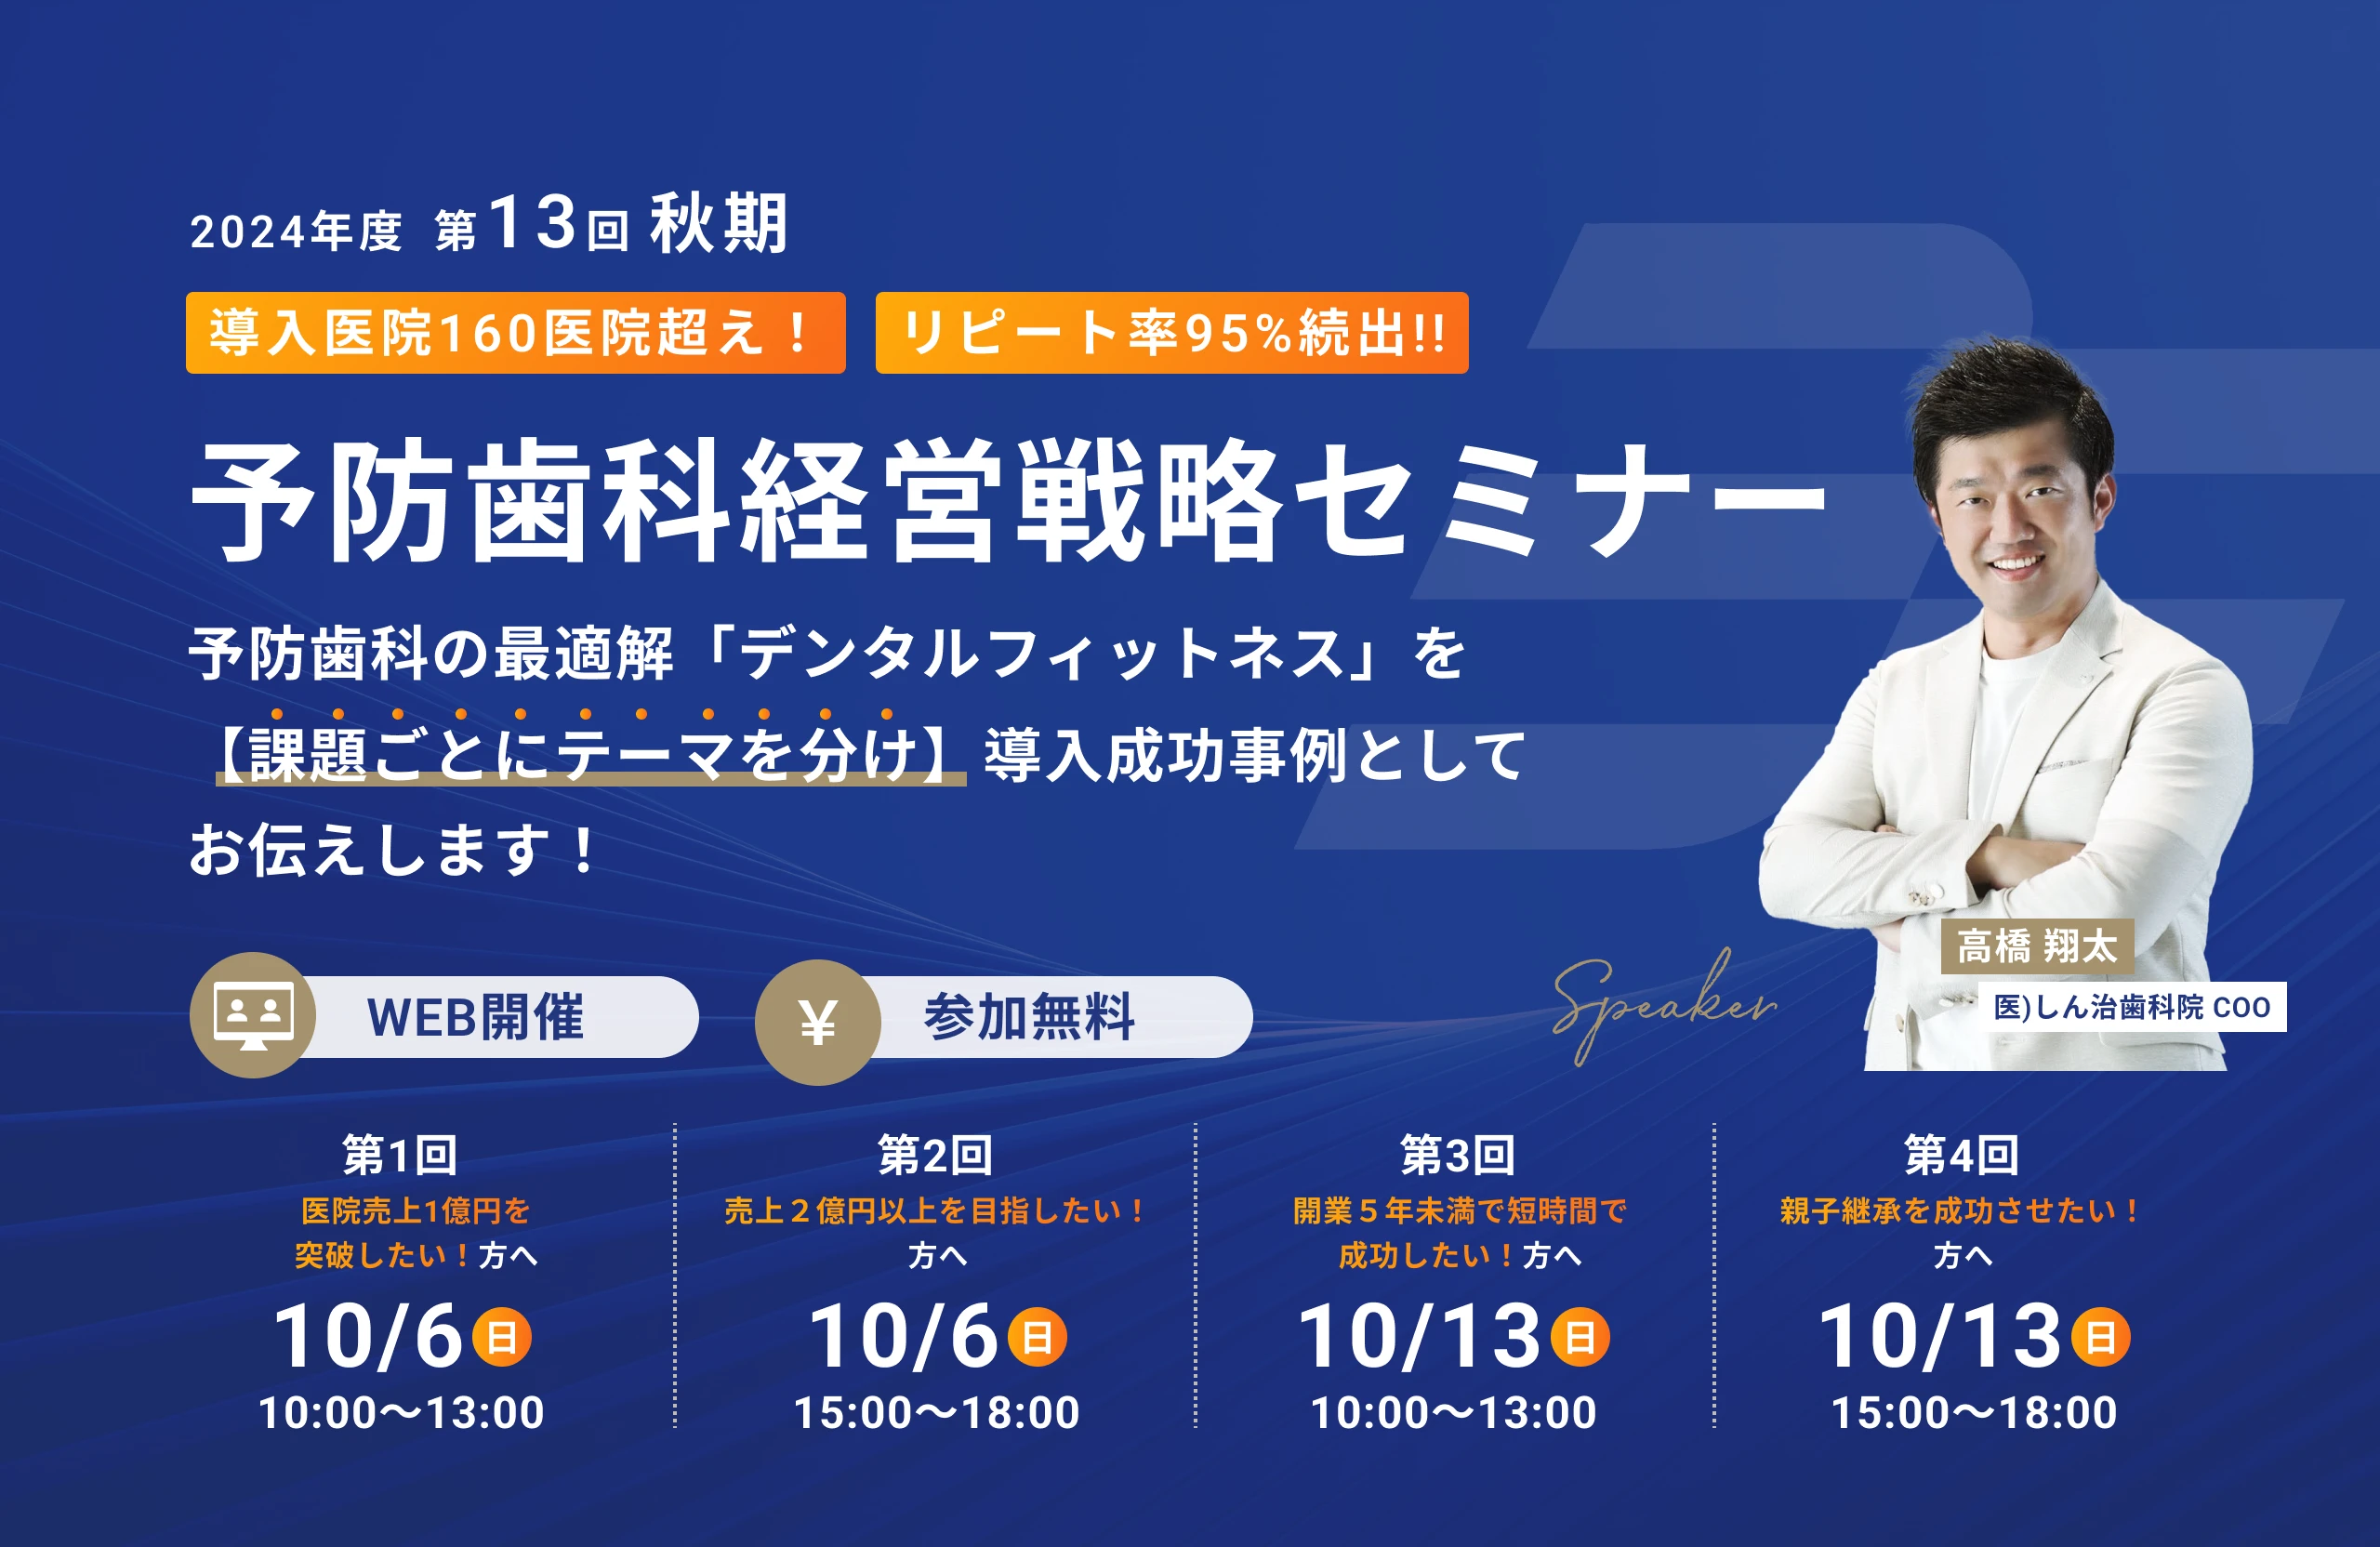 2024年度 第13回 秋期
導入医院160医院超え！
リピート率95%続出!!
予防歯科経営戦略セミナー
予防歯科の最適解「デンタルフィットネス」を
【課題ごとにテーマを分け】導入成功事例として
お伝えします！
WEB開催
¥ 参加無料
Speaker
高橋 翔太
医)しん治歯科院 COO
第1回
医院売上1億円を
突破したい！方へ
10/6 日
10:00〜13:00
第2回
売上２億円以上を目指したい！
方へ
10/6 日
15:00〜18:00
第3回
開業５年未満で短時間で
成功したい！方へ
10/13 日
10:00〜13:00
第4回
親子継承を成功させたい！
方へ
10/13 日
15:00〜18:00